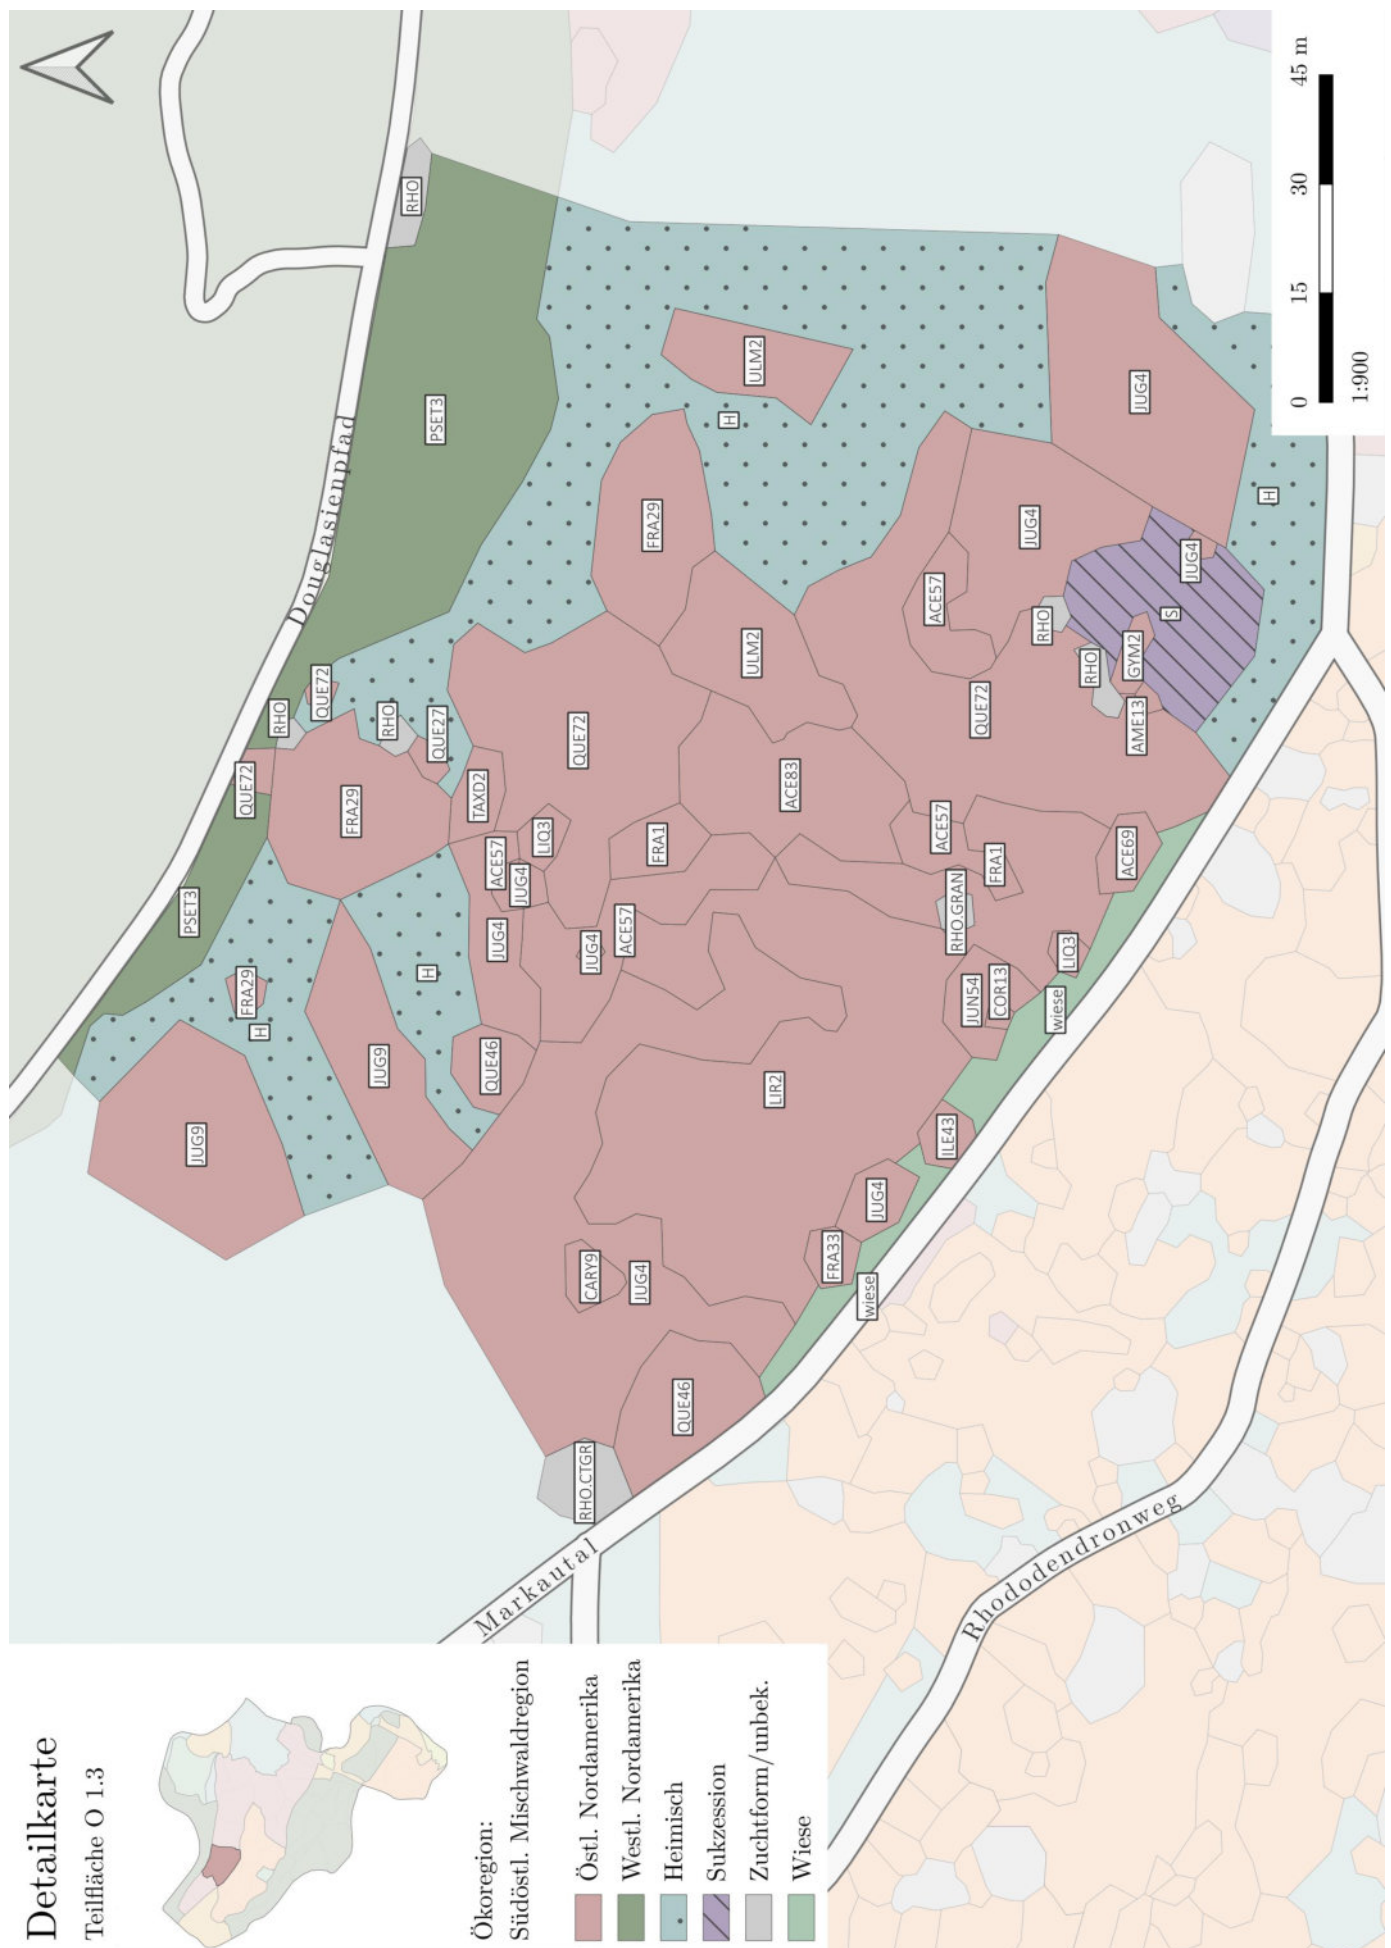 Detailkarte
Teilfläche O 1.3
Ökoregion:
Südöstl. Mischwaldregion
Östl. Nordamerika
Westl. Nordamerika
Heimisch
Sukzession
Zuchtform/unbek.
Wiese
Markautal
Rhododendronweg
Douglasienpfad
RHO.CTGR
QUE46
CARY9
JUG4
FRA33
wiese
JUG4
ILE43
JUG9
JUG9
QUE46
LIR2
H
FRA29
H
PSET3
JUG4
JUG4
ACE57
JUN54
COR13
wiese
LIQ3
RHO.GRAN
ACE57
JUG4
LIQ3
FRA1
FRA1
ACE57
ACE69
QUE72
FRA29
TAXD2
ACE83
RHO
RHO
QUE27
QUE72
QUE72
QUE72
AME13
ULM2
RHO
GYM2
RHO
S
ACE57
JUG4
FRA29
JUG4
H
PSET3
H
ULM2
JUG4
RHO
0
15
30
45 m
1:900